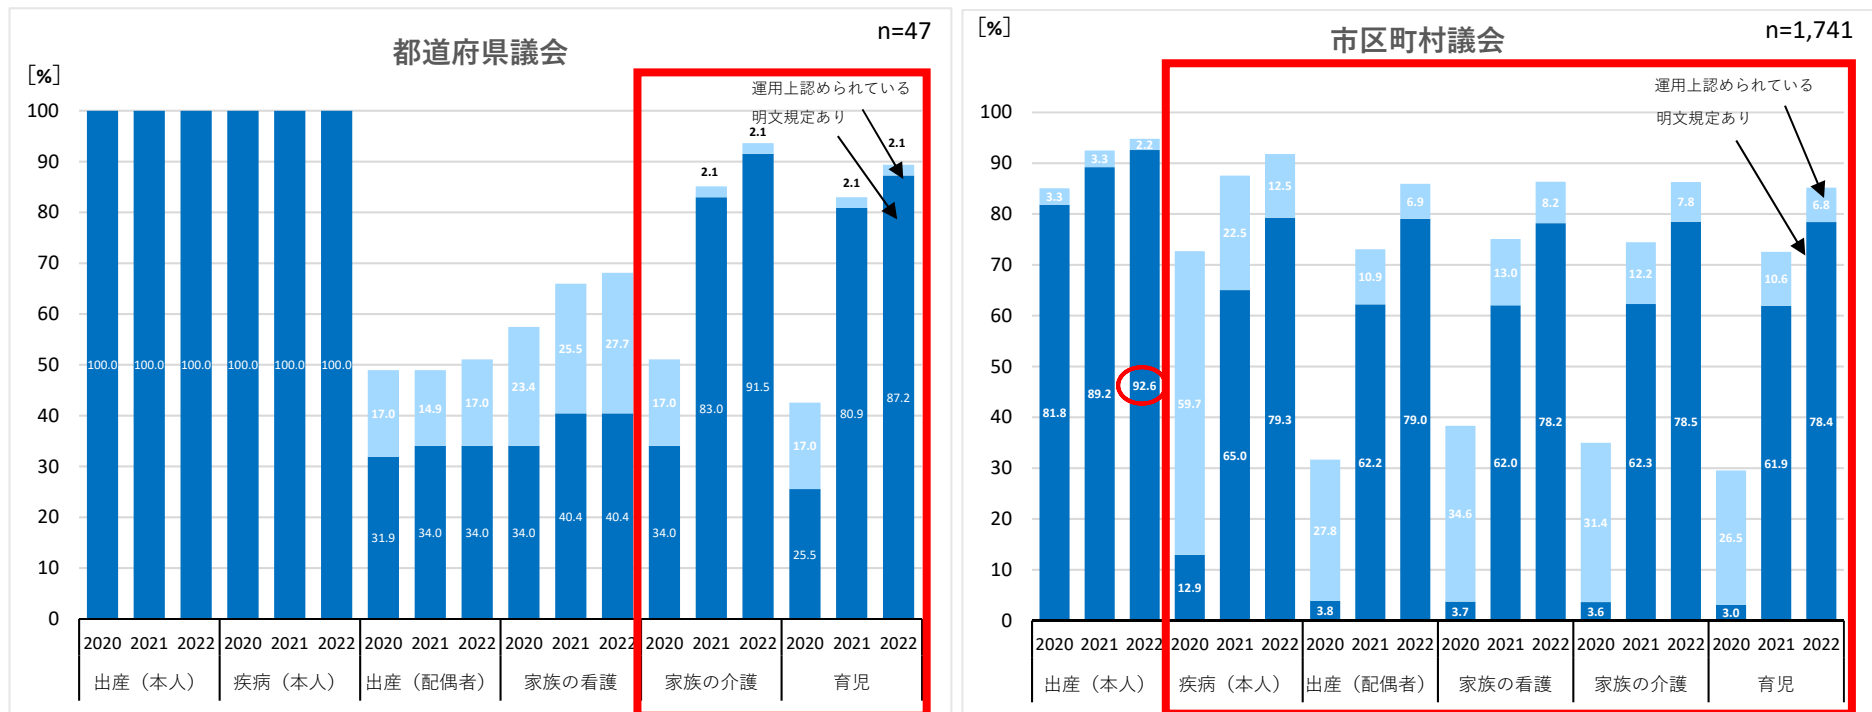 都道府県議会
n=47
[%]
運用上認められている
明文規定あり
100
90
80
70
60
50
40
30
20
10
0
100.0 100.0 100.0 100.0 100.0 100.0
17.0 14.9 17.0 23.4 25.5 27.7 17.0 2.1 2.1 17.0 2.1 2.1
31.9 34.0 34.0 34.0 40.4 40.4 34.0 83.0 91.5 25.5 80.9 87.2
2020 2021 2022 2020 2021 2022 2020 2021 2022 2020 2021 2022 2020 2021 2022 2020 2021 2022
出産（本人） 疾病（本人） 出産（配偶者） 家族の看護 家族の介護 育児
[%]
市区町村議会
n=1,741
運用上認められている
明文規定あり
100
90
80
70
60
50
40
30
20
10
0
3.3 3.3 2.2 59.7 22.5 12.5 27.8 10.9 6.9 34.6 13.0 8.2 31.4 12.2 7.8 26.5 10.6 6.8
81.8 89.2 92.6 12.9 65.0 79.3 3.8 62.2 79.0 3.7 62.0 78.2 3.6 62.3 78.5 3.0 61.9 78.4
2020 2021 2022 2020 2021 2022 2020 2021 2022 2020 2021 2022 2020 2021 2022 2020 2021 2022
出産（本人） 疾病（本人） 出産（配偶者） 家族の看護 家族の介護 育児